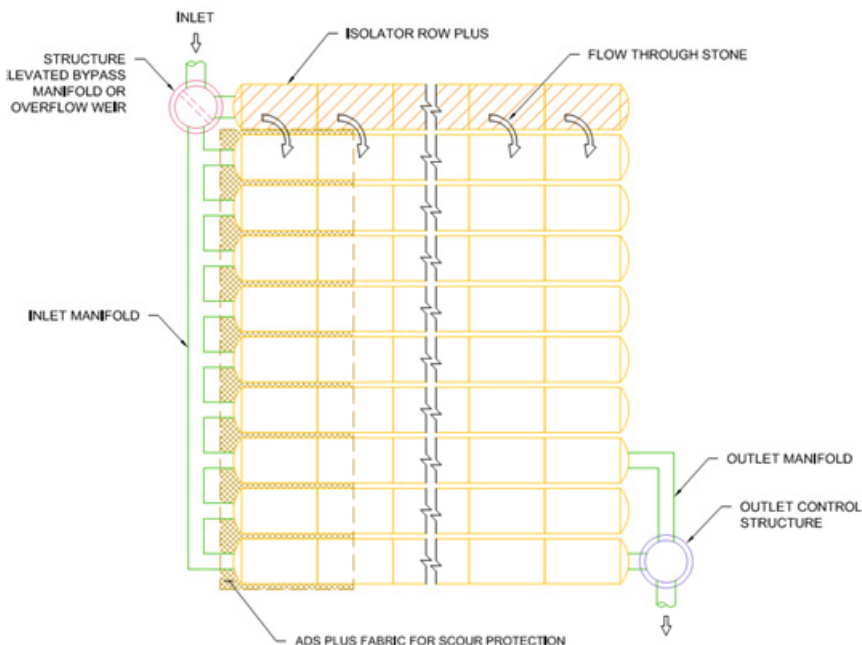 INLET
ISOLATOR ROW PLUS
FLOW THROUGH STONE
STRUCTURE
LEVATED BYPASS
MANIFOLD OR
OVERFLOW WEIR
INLET MANIFOLD
OUTLET MANIFOLD
OUTLET CONTROL
STRUCTURE
ADS PLUS FABRIC FOR SCOUR PROTECTION